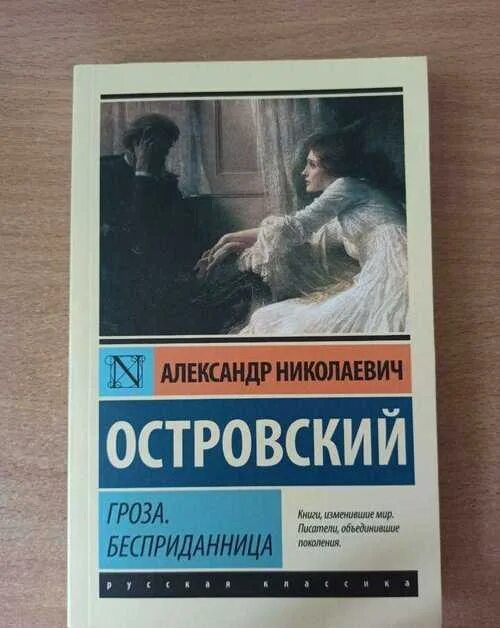 N
АЛЕКСАНДР НИКОЛАЕВИЧ
ОСТРОВСКИЙ
ГРОЗА.
БЕСПРИДАННИЦА
Книги, изменившие мир.
Писатели, объединившие
поколения.
русская классика